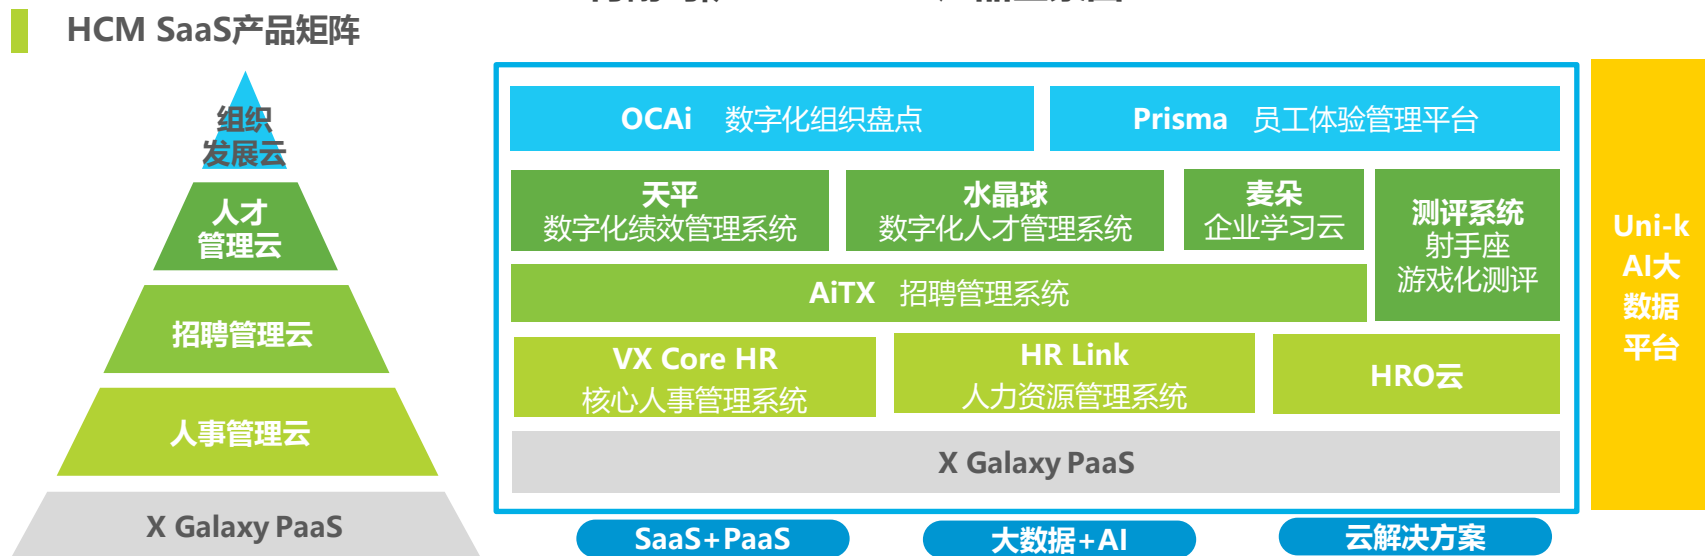 HCM SaaS产品矩阵
组织
发展云
人才
管理云
招聘管理云
人事管理云
X Galaxy PaaS
OCAi 数字化组织盘点
Prisma 员工体验管理平台
天平
数字化绩效管理系统
水晶球
数字化人才管理系统
麦朵
企业学习云
测评系统
射手座
游戏化测评
AiTX 招聘管理系统
VX Core HR
核心人事管理系统
HR Link
人力资源管理系统
HRO云
X Galaxy PaaS
Uni-k
AI大
数据
平台
SaaS+PaaS
大数据+AI
云解决方案